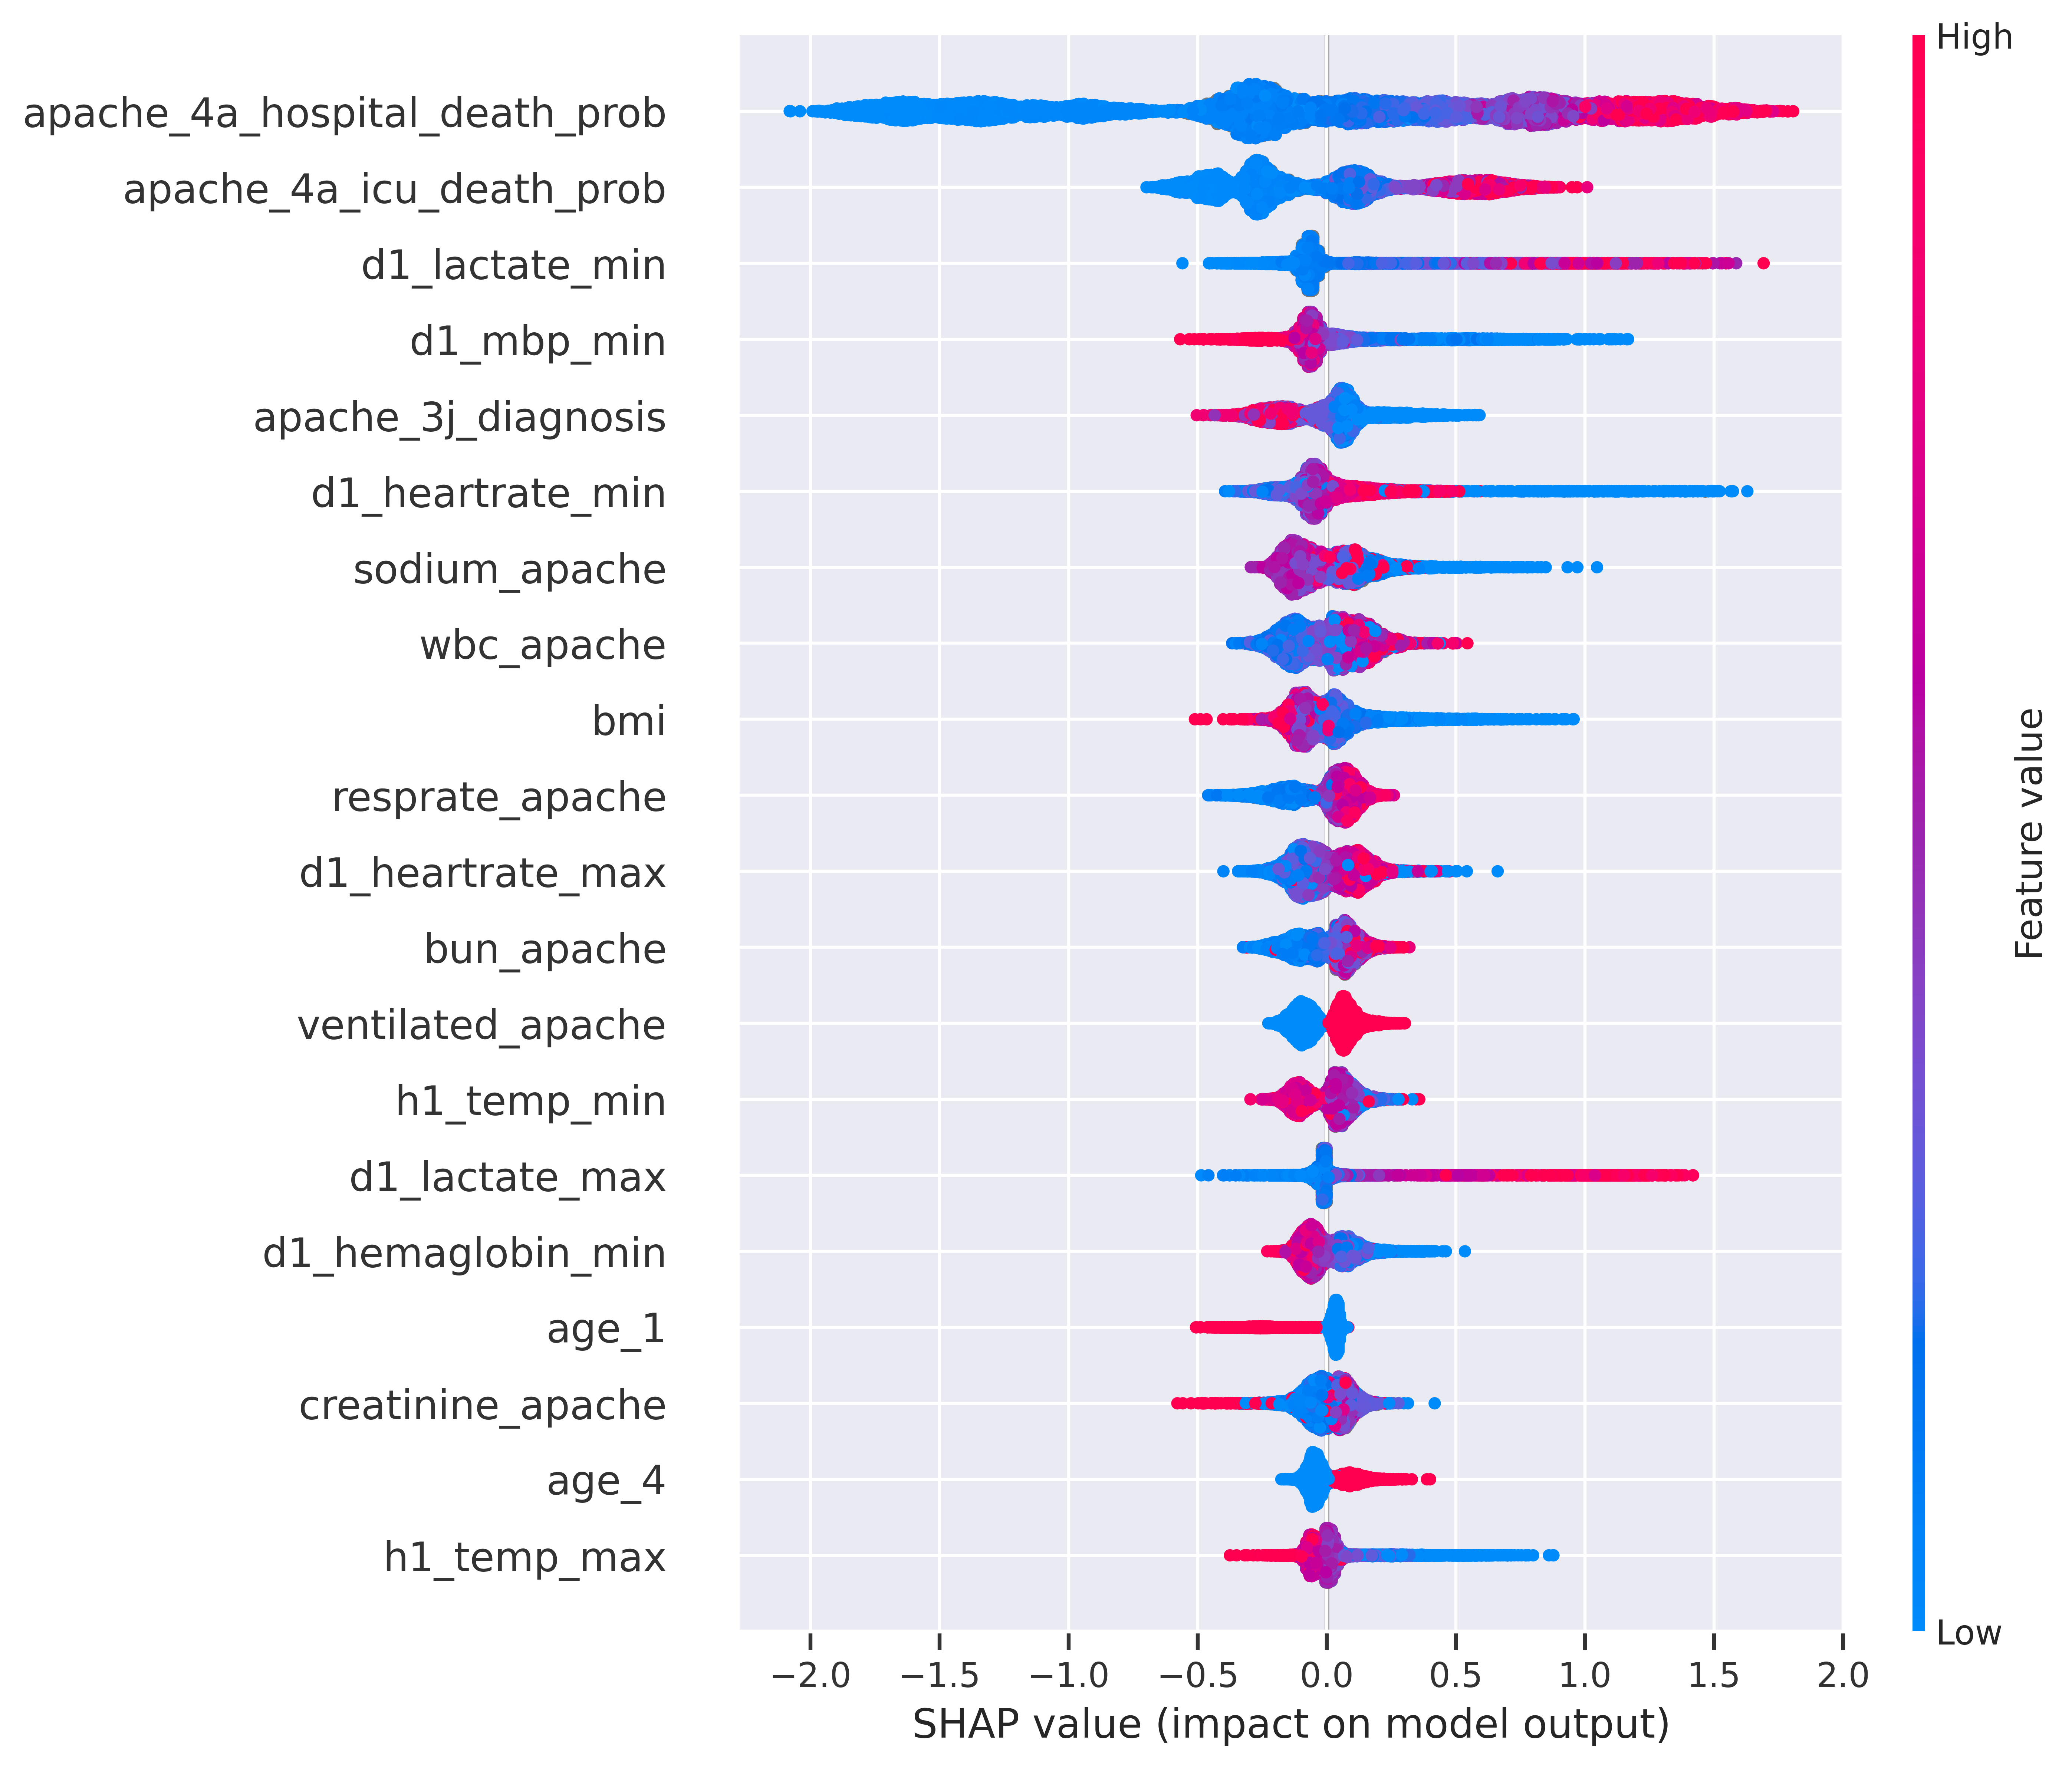 High
apache_4a_hospital_death_prob
apache_4a_icu_death_prob
d1_lactate_min
d1_mbp_min
apache_3j_diagnosis
d1_heartrate_min
sodium_apache
wbc_apache
bmi
resprate_apache
d1_heartrate_max
bun_apache
ventilated_apache
h1_temp_min
d1_lactate_max
d1_hemaglobin_min
age_1
creatinine_apache
age_4
h1_temp_max
Feature value
Low
−2.0 −1.5 −1.0 −0.5 0.0 0.5 1.0 1.5 2.0
SHAP value (impact on model output)